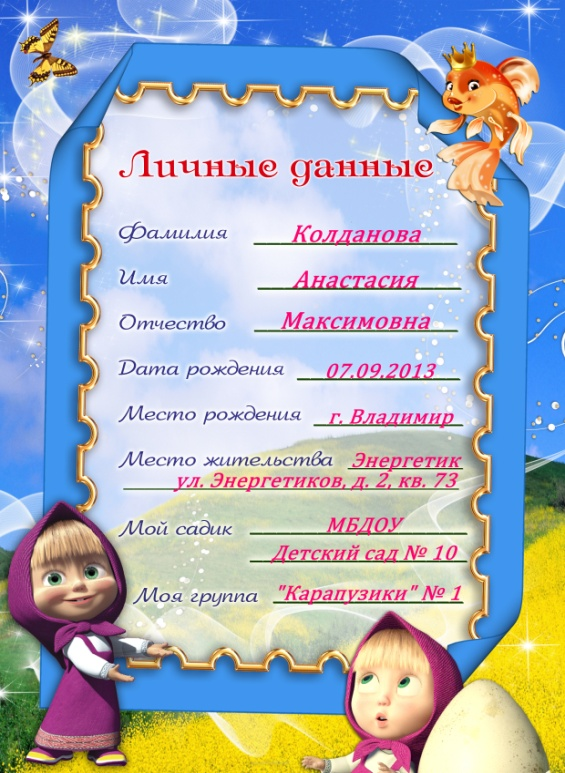 Личные данные
Фамилия Колданова
Имя Анастасия
Отчество Максимовна
Дата рождения 07.09.2013
Место рождения г. Владимир
Место жительства Энергетик
ул. Энергетиков, д. 2, кв. 73
Мой садик МБДОУ
Детский сад № 10
Моя группа "Карапузики" № 1